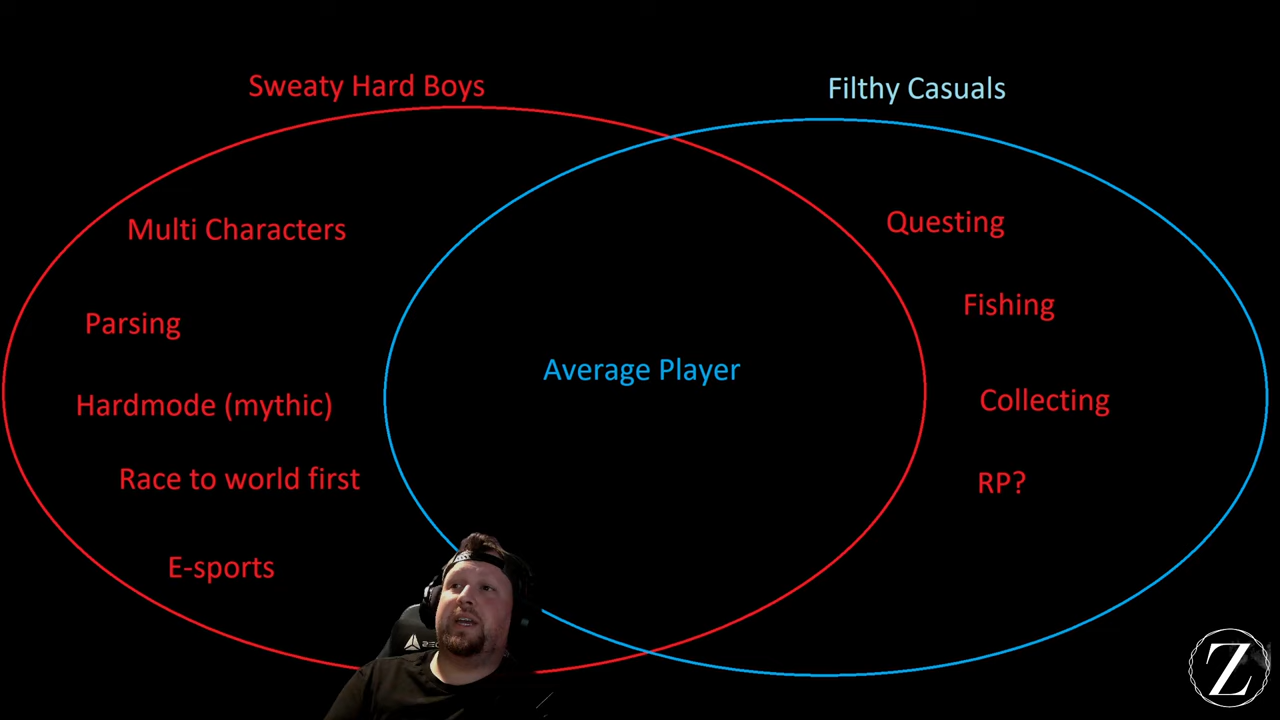 Sweaty Hard Boys
Filthy Casuals
Multi Characters
Questing
Parsing
Fishing
Average Player
Hardmode (mythic)
Collecting
Race to world first
RP?
E-sports
Z